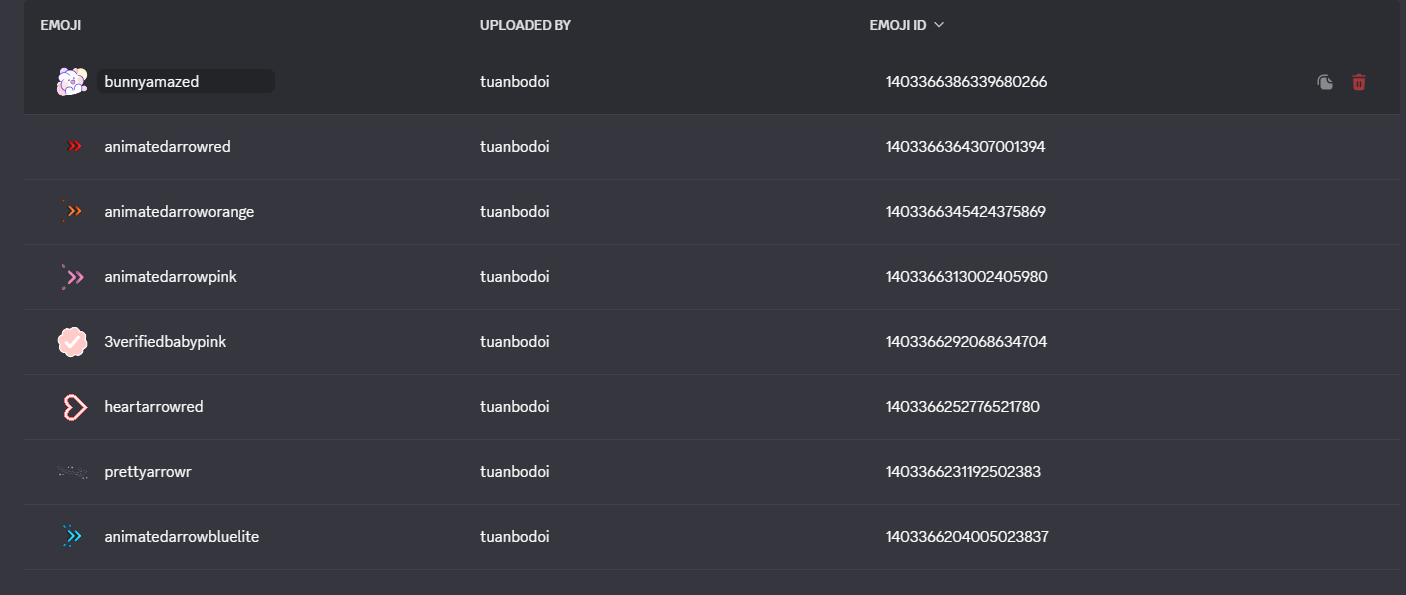 EMOJI UPLOADED BY EMOJI ID
bunnyamazed tuanbodoi 1403366386339680266
animatedarrowred tuanbodoi 1403366364307001394
animatedarroworange tuanbodoi 1403366345424375869
animatedarrowpink tuanbodoi 1403366313002405980
3verifiedbabypink tuanbodoi 1403366292068634704
heartarrowred tuanbodoi 1403366252776521780
prettyarrowr tuanbodoi 1403366231192502383
animatedarrowbluelite tuanbodoi 1403366204005023837